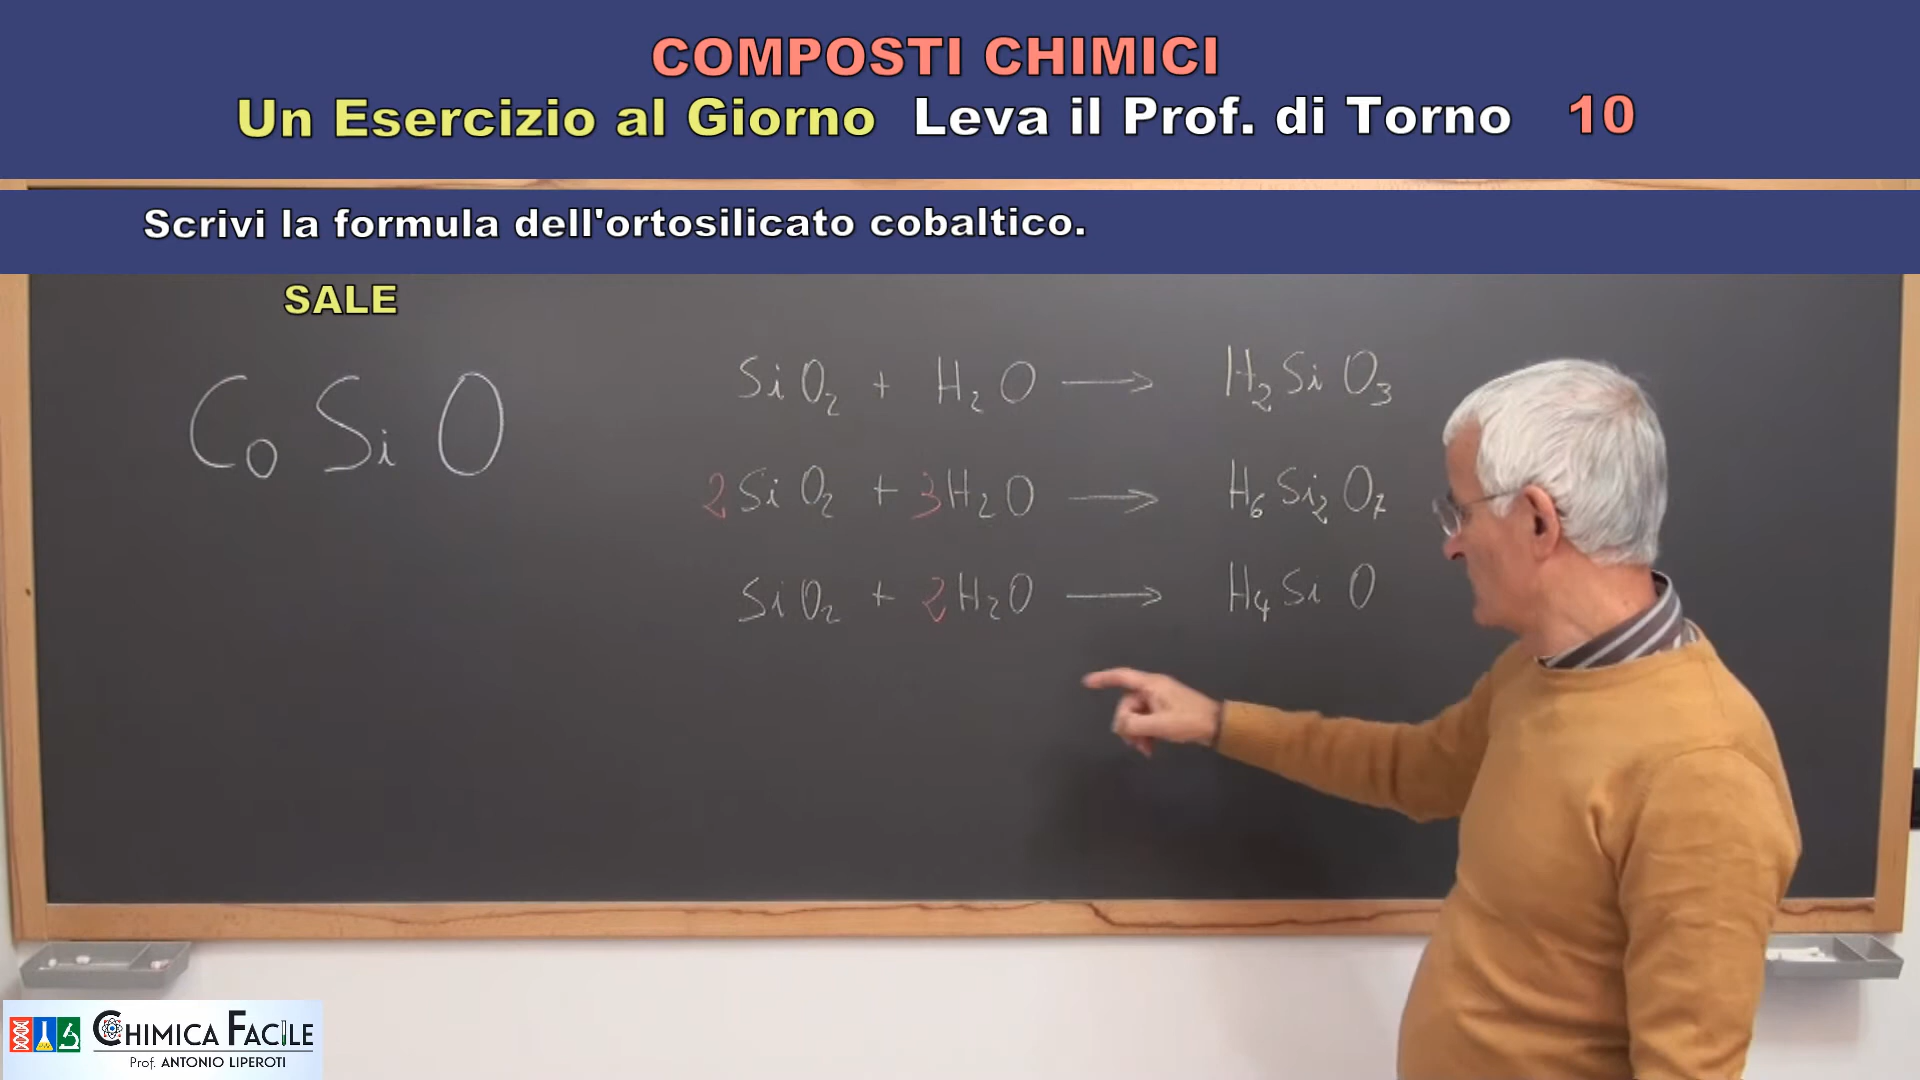 COMPOSTI CHIMICI
Un Esercizio al Giorno Leva il Prof. di Torno 10
Scrivi la formula dell'ortosilicato cobaltico.
SALE
Co Si O
SiO₂ + H₂O → H₂SiO₃
2SiO₂ + 3H₂O → H₆Si₂O₇
SiO₂ + 2H₂O → H₄SiO
CHIMICA FACILE
Prof. ANTONIO LIPEROTI